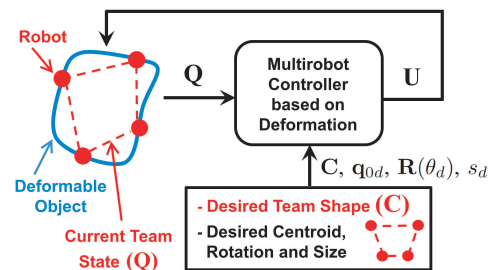 Robot
Q
Multirobot
Controller
based on
Deformation
U
Deformable
Object
Current Team
State (Q)
C, q₀d, R(θd), sd
- Desired Team Shape (C)
- Desired Centroid,
Rotation and Size